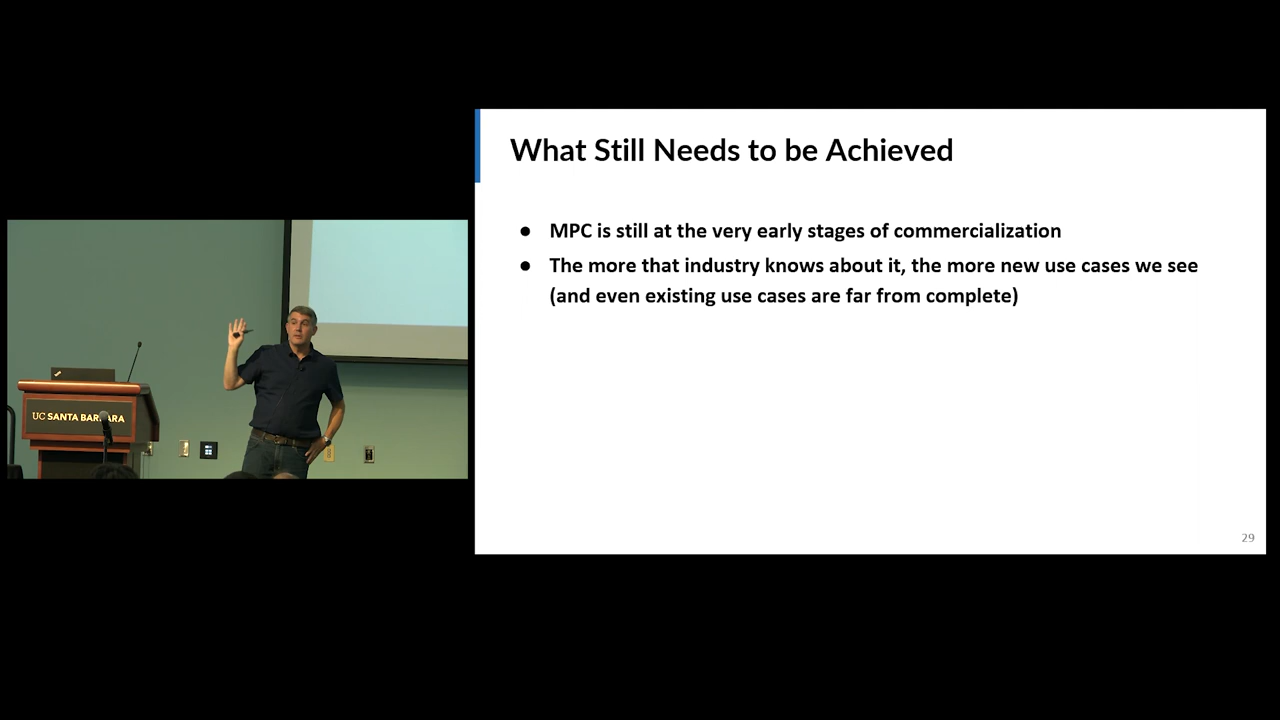 What Still Needs to be Achieved
● MPC is still at the very early stages of commercialization
● The more that industry knows about it, the more new use cases we see
(and even existing use cases are far from complete)
29
UC SANTA BARBARA